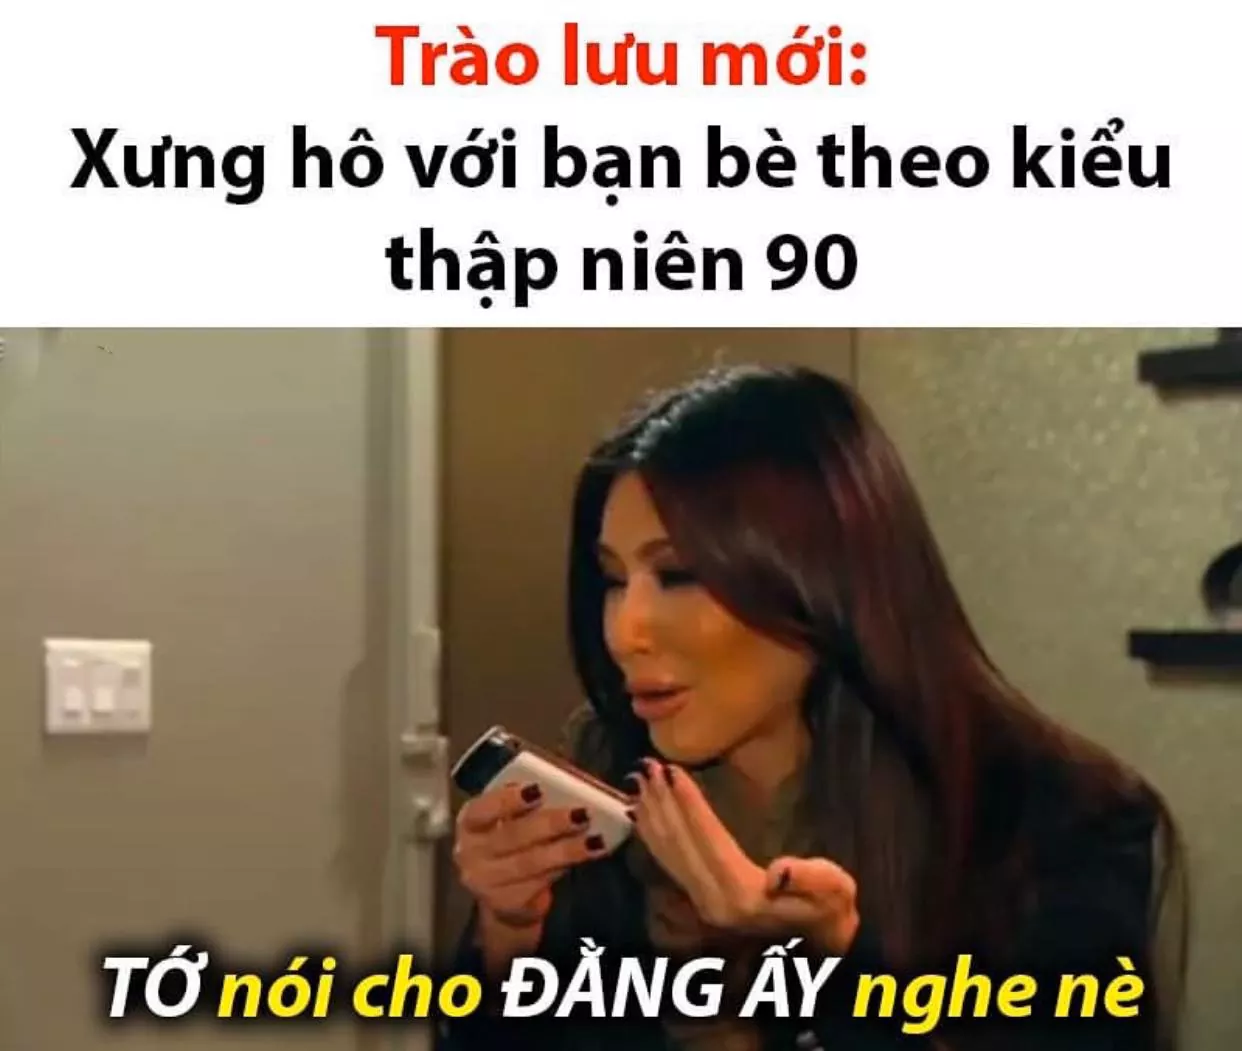 Trào lưu mới:
Xưng hô với bạn bè theo kiểu
thập niên 90
TỚ nói cho ĐẰNG ẤY nghe nè